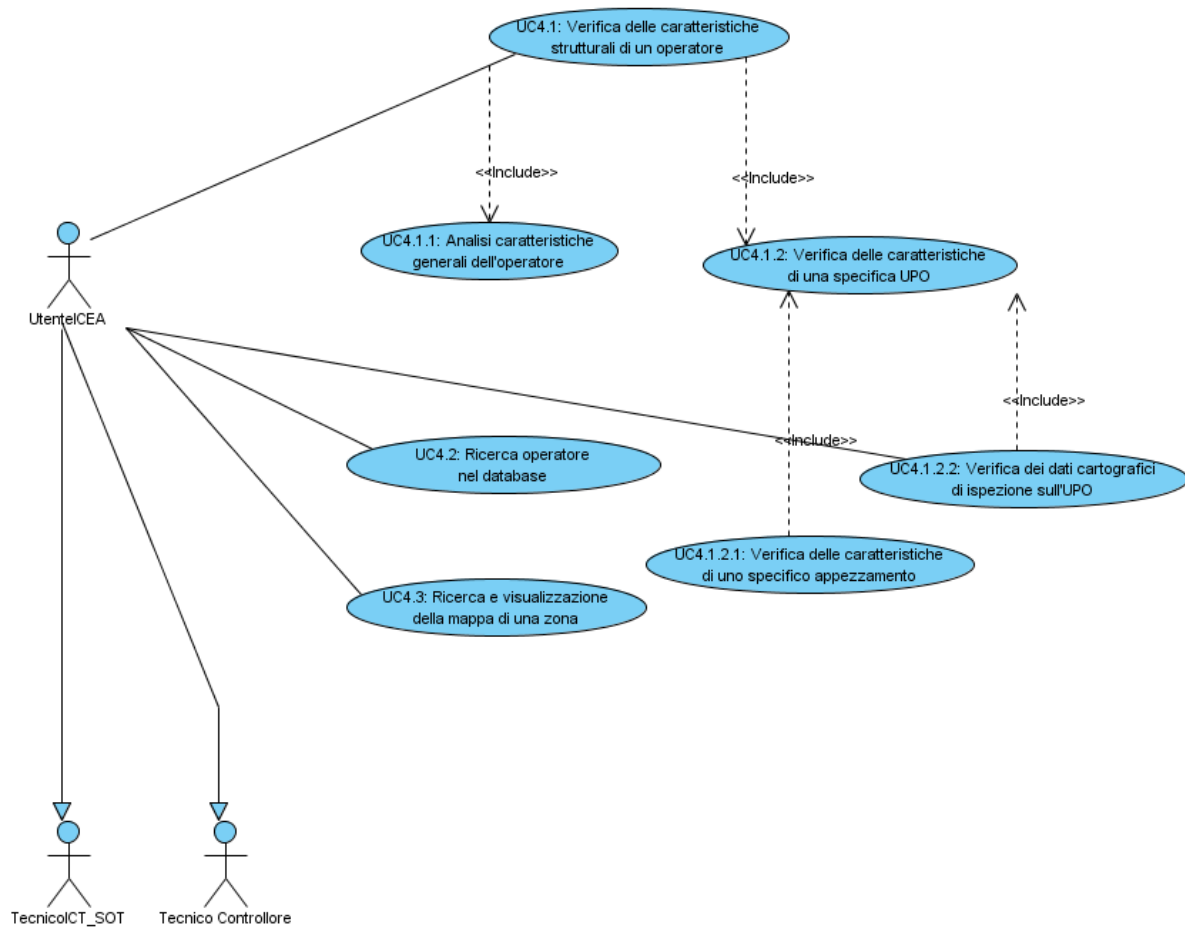 UC4.1: Verifica delle caratteristiche
strutturali di un operatore
<<Include>>
<<Include>>
UC4.1.1: Analisi caratteristiche
generali dell'operatore
UC4.1.2: Verifica delle caratteristiche
di una specifica UPO
UtenteICEA
<<Include>>
<<Include>>
UC4.2: Ricerca operatore
nel database
UC4.1.2.2: Verifica dei dati cartografici
di ispezione sull'UPO
UC4.1.2.1: Verifica delle caratteristiche
di uno specifico appezzamento
UC4.3: Ricerca e visualizzazione
della mappa di una zona
TecnicoICT_SOT
Tecnico Controllore